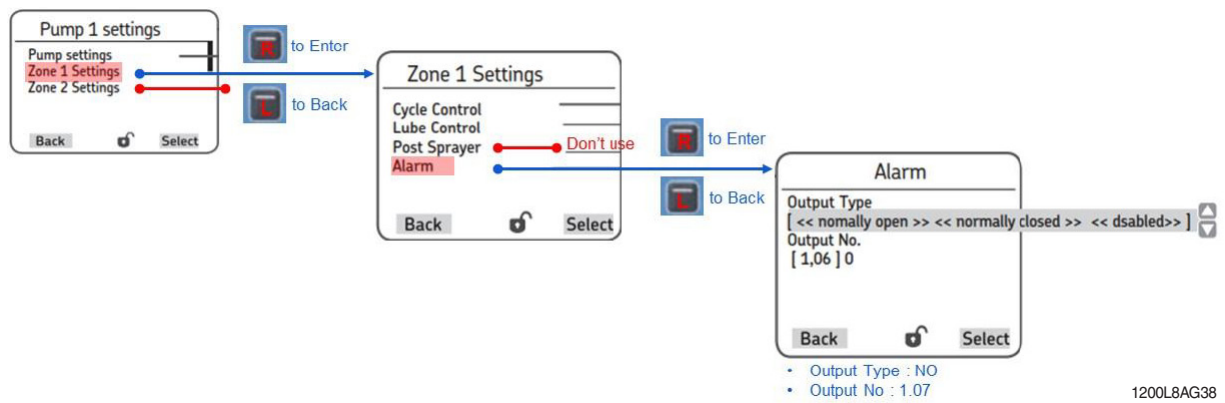 Pump 1 settings
Pump settings
Zone 1 Settings
Zone 2 Settings
Back
Select
R
to Enter
L
to Back
Zone 1 Settings
Cycle Control
Lube Control
Post Sprayer
Don't use
Alarm
Back
Select
R
to Enter
L
to Back
Alarm
Output Type
[ << nomally open >> << normally closed >> << dsabled>> ]
Output No.
[ 1,06 ] 0
Back
Select
• Output Type : NO
• Output No : 1.07
1200L8AG38